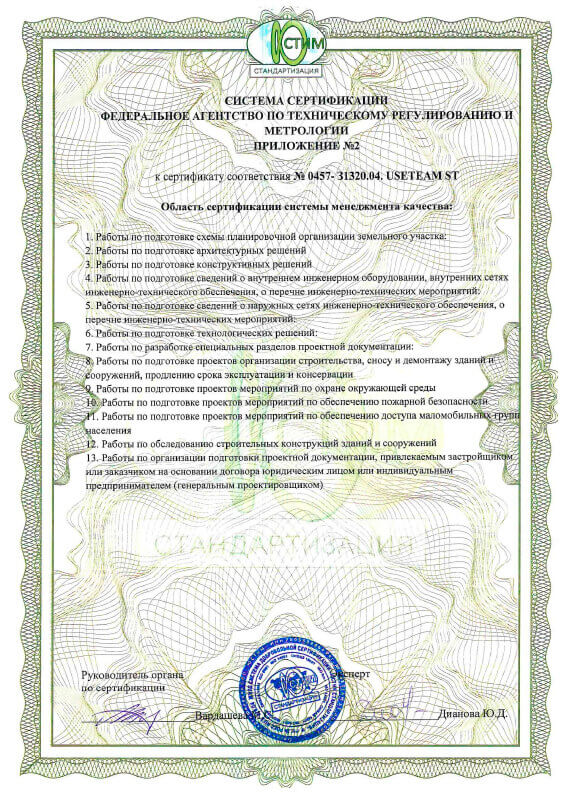 ЮСТИМ
СТАНДАРТИЗАЦИЯ
СИСТЕМА СЕРТИФИКАЦИИ
ФЕДЕРАЛЬНОЕ АГЕНТСТВО ПО ТЕХНИЧЕСКОМУ РЕГУЛИРОВАНИЮ И
МЕТРОЛОГИИ
ПРИЛОЖЕНИЕ №2
к сертификату соответствия № 0457- 31320.04. USETEAM ST
Область сертификации системы менеджмента качества:
1. Работы по подготовке схемы планировочной организации земельного участка:
2. Работы по подготовке архитектурных решений
3. Работы по подготовке конструктивных решений
4. Работы по подготовке сведений о внутреннем инженерном оборудовании, внутренних сетях
инженерно-технического обеспечения, о перечне инженерно-технических мероприятий:
5. Работы по подготовке сведений о наружных сетях инженерно-технического обеспечения, о
перечне инженерно-технических мероприятий:
6. Работы по подготовке технологических решений:
7. Работы по разработке специальных разделов проектной документации:
8. Работы по подготовке проектов организации строительства, сносу и демонтажу зданий и
сооружений, продлению срока эксплуатации и консервации
9. Работы по подготовке проектов мероприятий по охране окружающей среды
10. Работы по подготовке проектов мероприятий по обеспечению пожарной безопасности
11. Работы по подготовке проектов мероприятий по обеспечению доступа маломобильных групп
населения
12. Работы по обследованию строительных конструкций зданий и сооружений
13. Работы по организации подготовки проектной документации, привлекаемым застройщиком
или заказчиком на основании договора юридическим лицом или индивидуальным
предпринимателем (генеральным проектировщиком)
СТАНДАРТИЗАЦИЯ
Руководитель органа Эксперт
по сертификации
СТАНДАРТИЗАЦИЯ
Дианова Ю.Д.